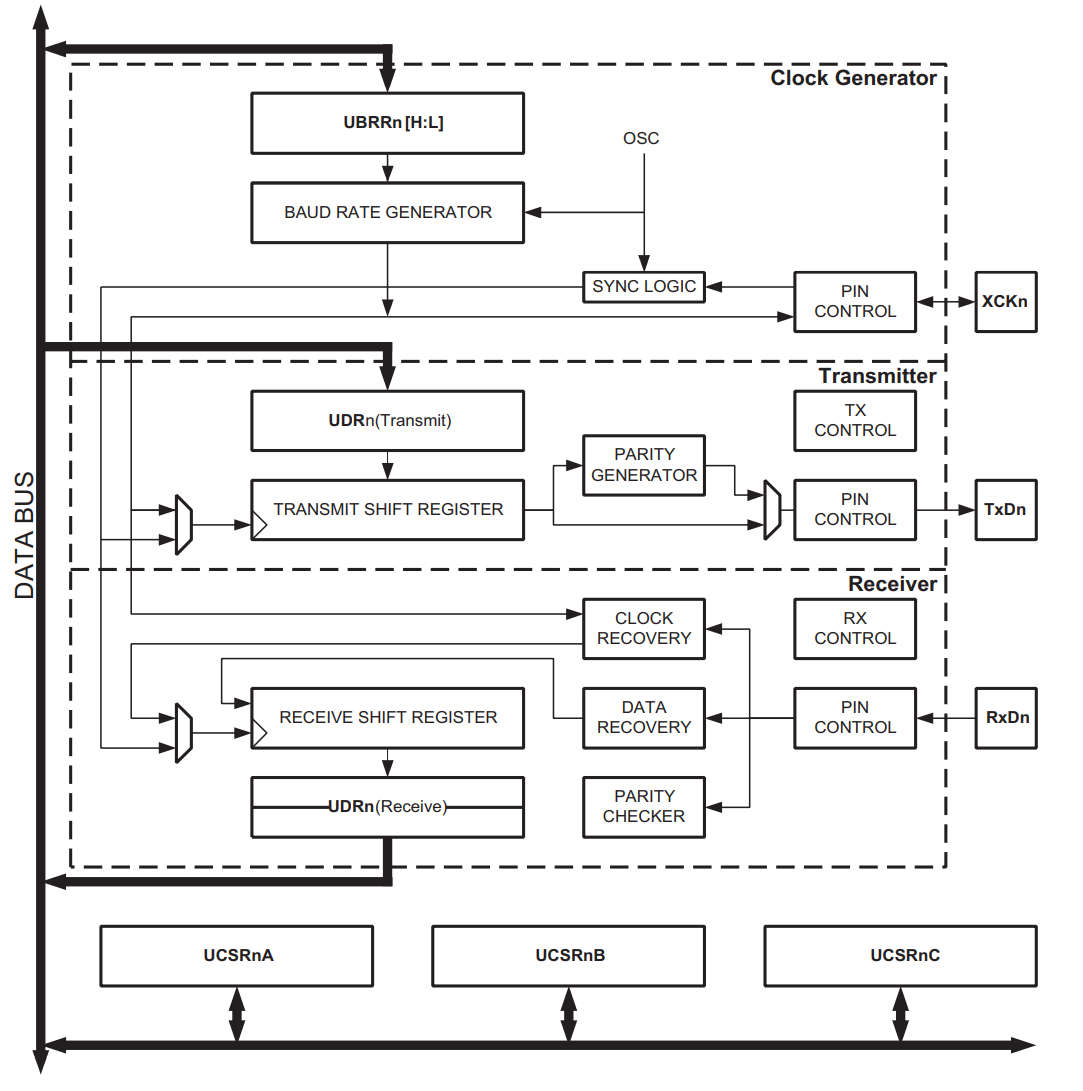 Clock Generator
UBRRn [H:L]
OSC
BAUD RATE GENERATOR
SYNC LOGIC
PIN
CONTROL
XCKn
Transmitter
UDRn(Transmit)
TX
CONTROL
PARITY
GENERATOR
TRANSMIT SHIFT REGISTER
PIN
CONTROL
TxDn
DATA BUS
Receiver
CLOCK
RECOVERY
RX
CONTROL
RECEIVE SHIFT REGISTER
DATA
RECOVERY
PIN
CONTROL
RxDn
UDRn(Receive)
PARITY
CHECKER
UCSRnA
UCSRnB
UCSRnC